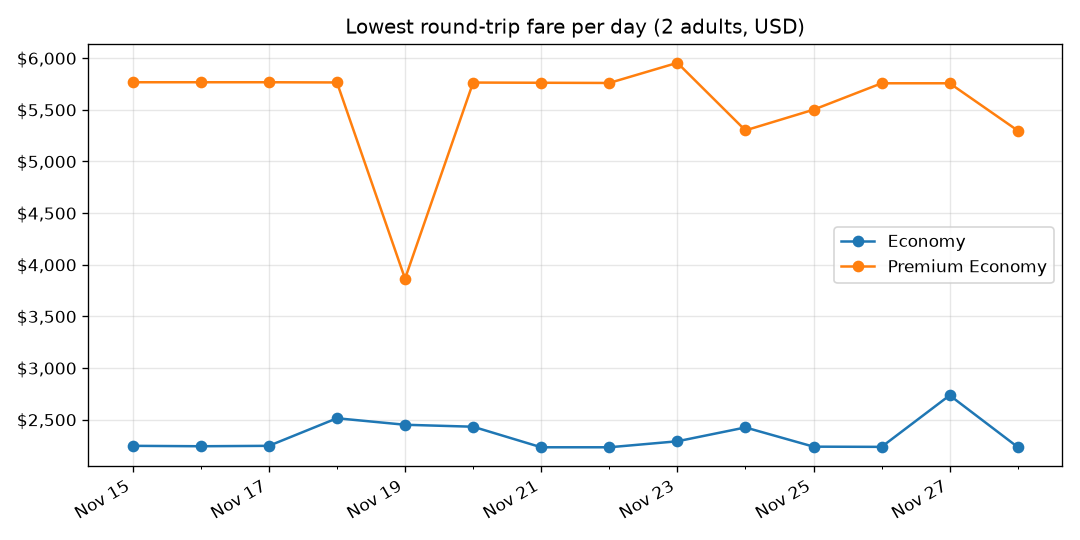 Lowest round-trip fare per day (2 adults, USD)
$6,000
$5,500
$5,000
$4,500
$4,000
$3,500
$3,000
$2,500
Economy
Premium Economy
Nov 15
Nov 17
Nov 19
Nov 21
Nov 23
Nov 25
Nov 27